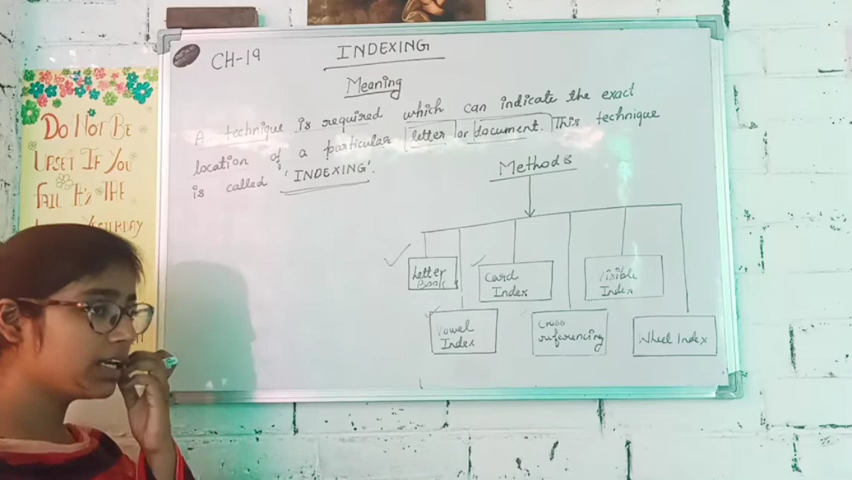 CH-19
INDEXING
Meaning
A technique is required which can indicate the exact
location of a particular letter or document. This technique
is called 'INDEXING'.
Methods
Letter Book
Card Index
Visible Index
Vowel Index
Cross referencing
Wheel Index
DO NOT BE
UPSET IF YOU
FAIL IT'S THE
YESTERDAY